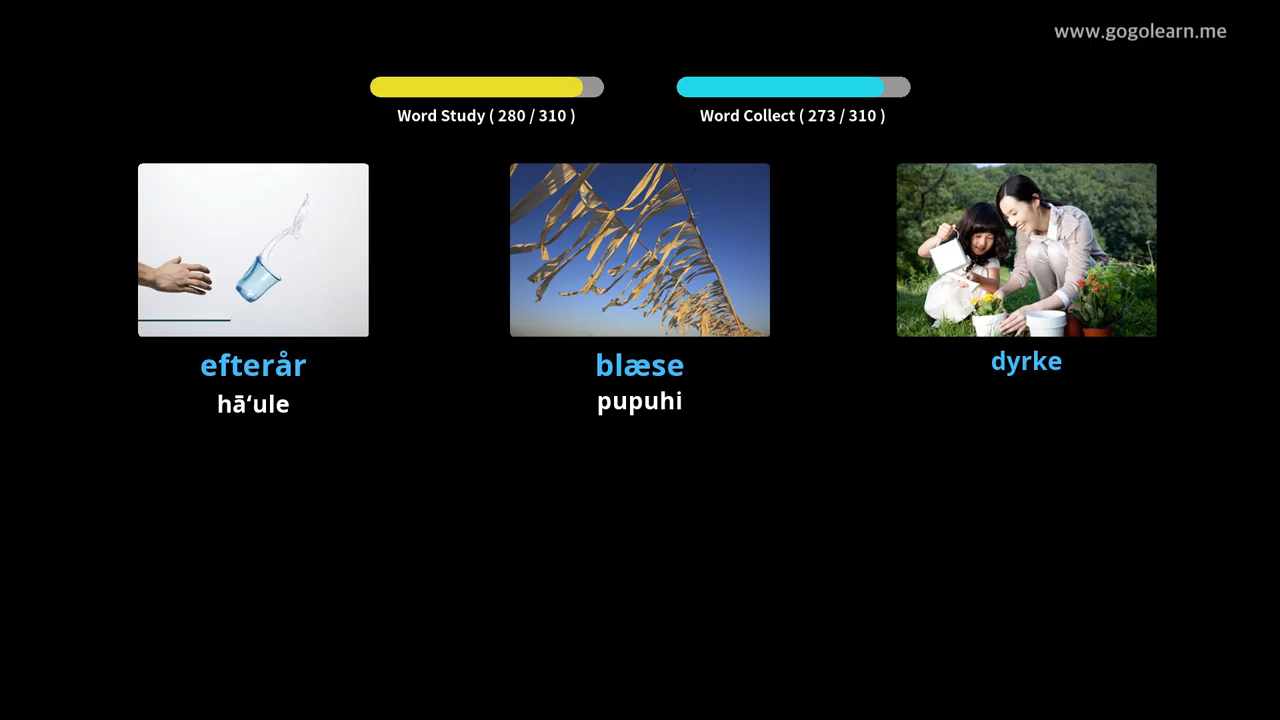 www.gogolearn.me
Word Study ( 280 / 310 )
Word Collect ( 273 / 310 )
efterår
hāʻule
blæse
pupuhi
dyrke